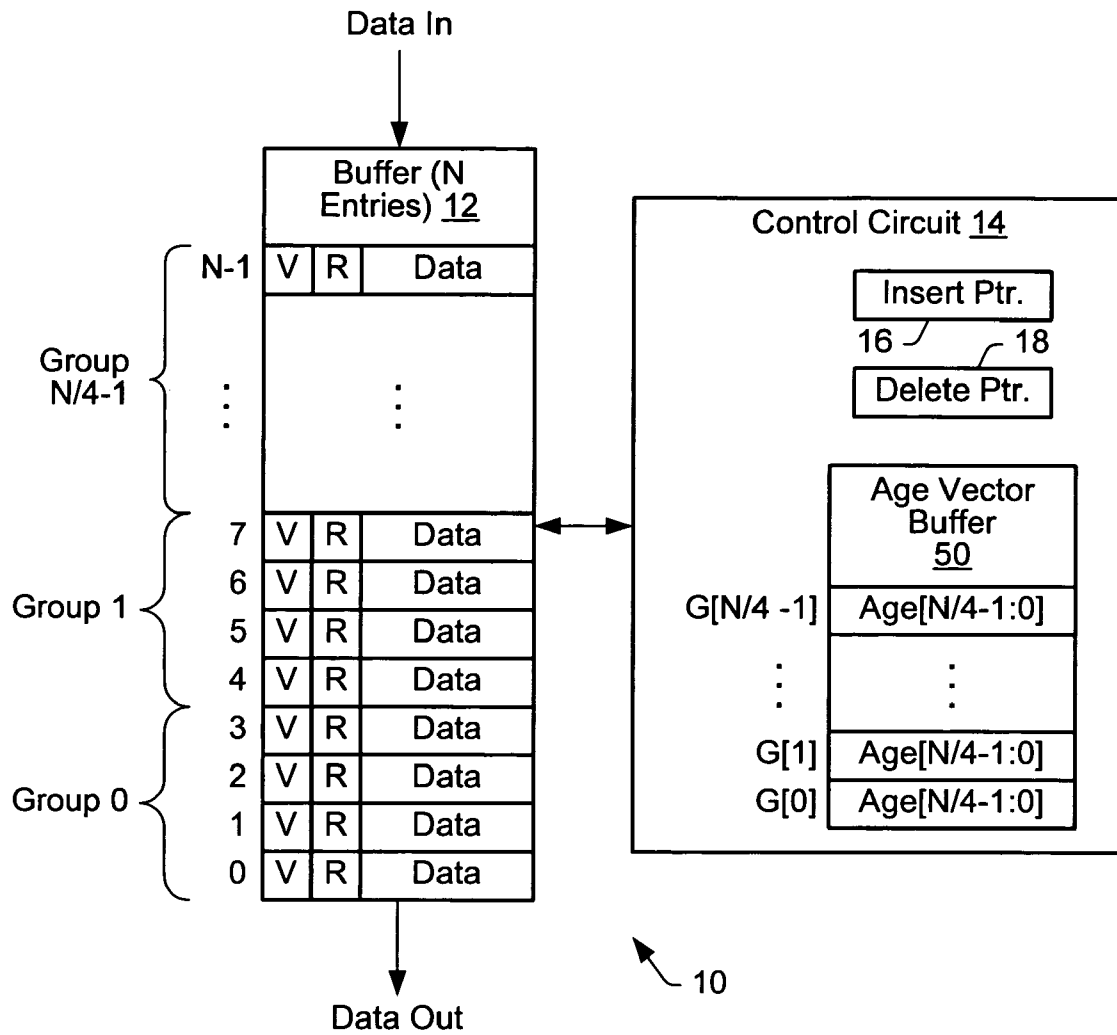 Data In
Buffer (N
Entries) 12
N-1 V R Data
Group
N/4-1
7 V R Data
6 V R Data
Group 1
5 V R Data
4 V R Data
3 V R Data
2 V R Data
Group 0
1 V R Data
0 V R Data
Data Out
Control Circuit 14
Insert Ptr.
16
18
Delete Ptr.
Age Vector
Buffer
50
G[N/4 -1] Age[N/4-1:0]
G[1] Age[N/4-1:0]
G[0] Age[N/4-1:0]
10